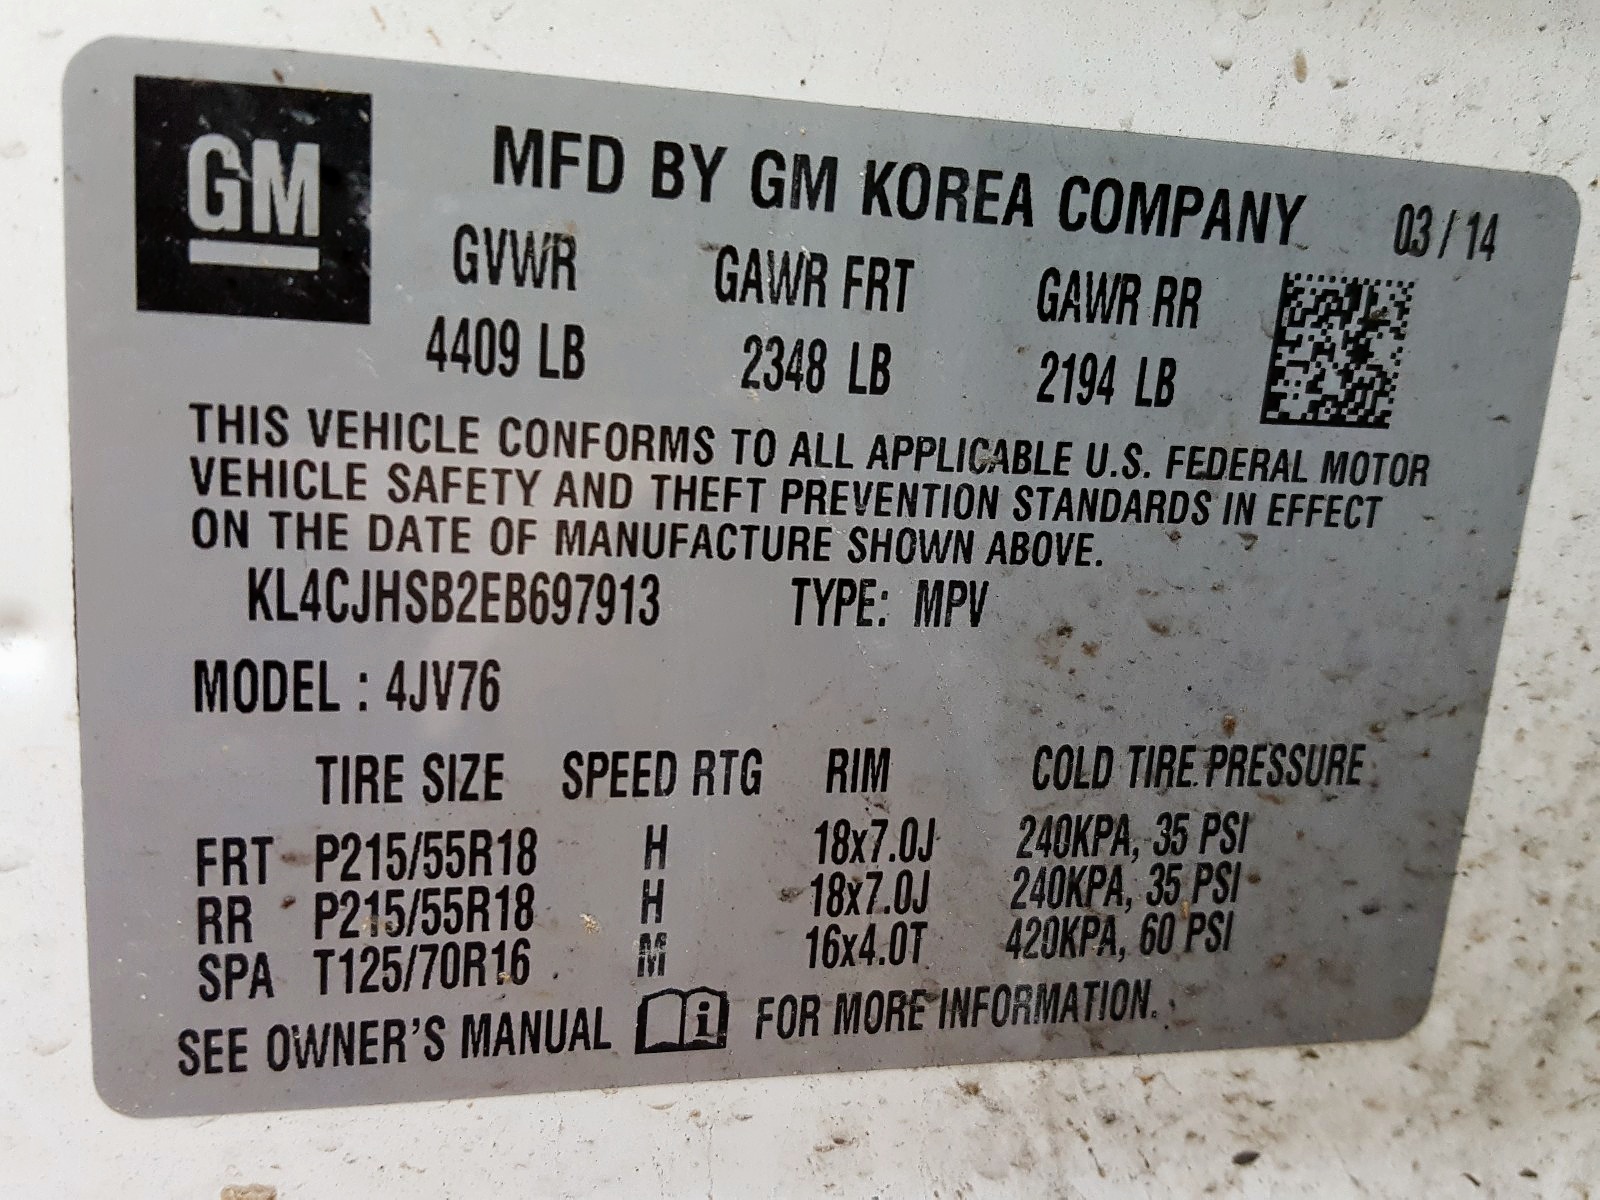 GM
MFD BY GM KOREA COMPANY 03/14
GVWR GAWR FRT GAWR RR
4409 LB 2348 LB 2194 LB
THIS VEHICLE CONFORMS TO ALL APPLICABLE U.S. FEDERAL MOTOR
VEHICLE SAFETY AND THEFT PREVENTION STANDARDS IN EFFECT
ON THE DATE OF MANUFACTURE SHOWN ABOVE.
KL4CJHSB2EB697913 TYPE: MPV
MODEL : 4JV76
TIRE SIZE SPEED RTG RIM COLD TIRE PRESSURE
FRT P215/55R18 H 18x7.0J 240KPA, 35 PSI
RR P215/55R18 H 18x7.0J 240KPA, 35 PSI
SPA T125/70R16 M 16x4.0T 420KPA, 60 PSI
SEE OWNER'S MANUAL i FOR MORE INFORMATION.